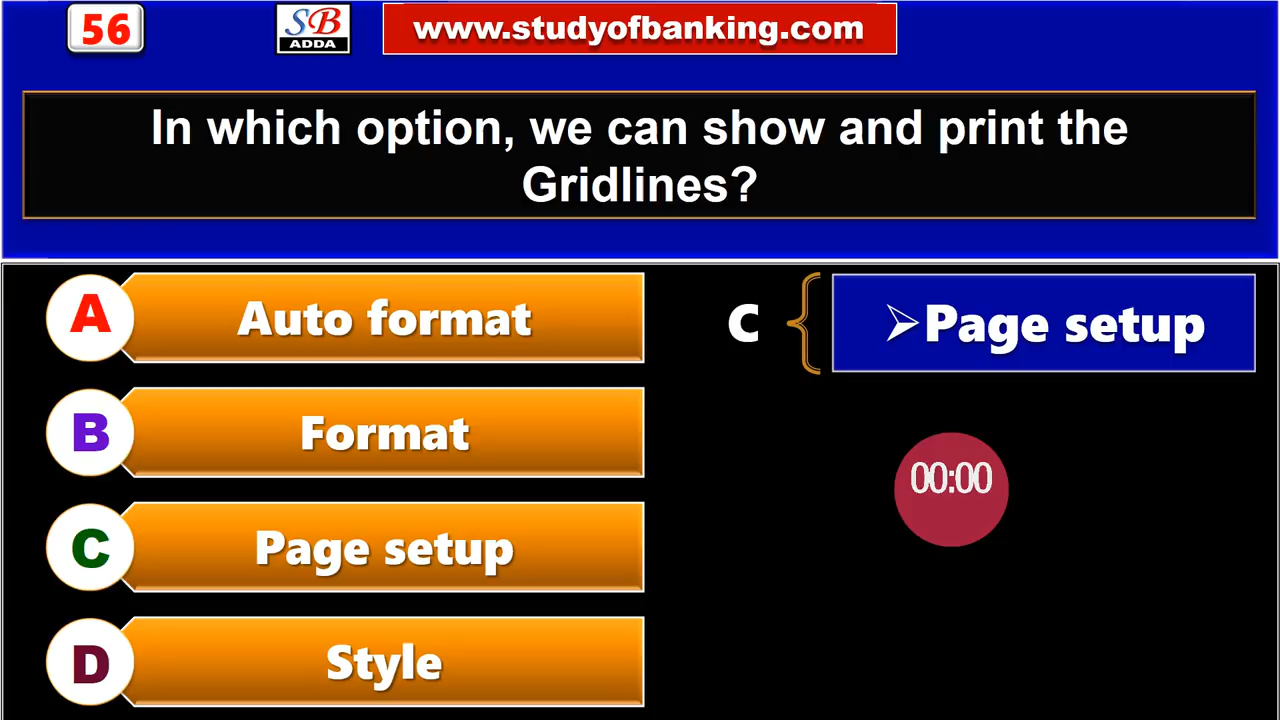 56
SB
ADDA
www.studyofbanking.com
In which option, we can show and print the
Gridlines?
A
Auto format
B
Format
C
Page setup
D
Style
C
➢Page setup
00:00